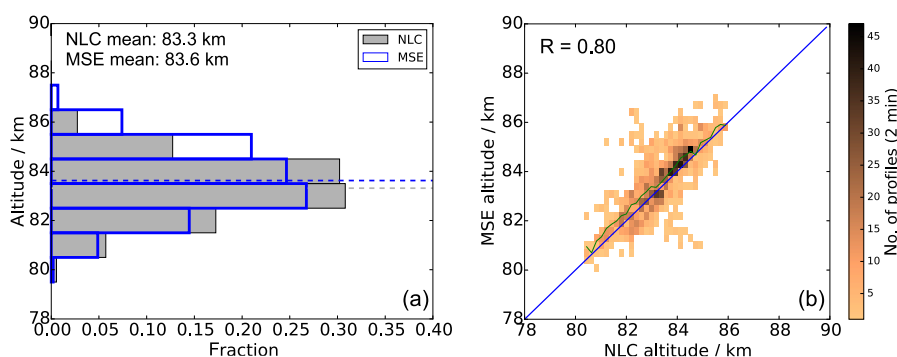 NLC mean: 83.3 km
MSE mean: 83.6 km
NLC
MSE
90
88
86
84
82
80
78
Altitude / km
0.00 0.05 0.10 0.15 0.20 0.25 0.30 0.35 0.40
Fraction
(a)
R = 0.80
90
88
86
84
82
80
78
MSE altitude / km
78 80 82 84 86 88 90
NLC altitude / km
(b)
45
40
35
30
25
20
15
10
5
No. of profiles (2 min)